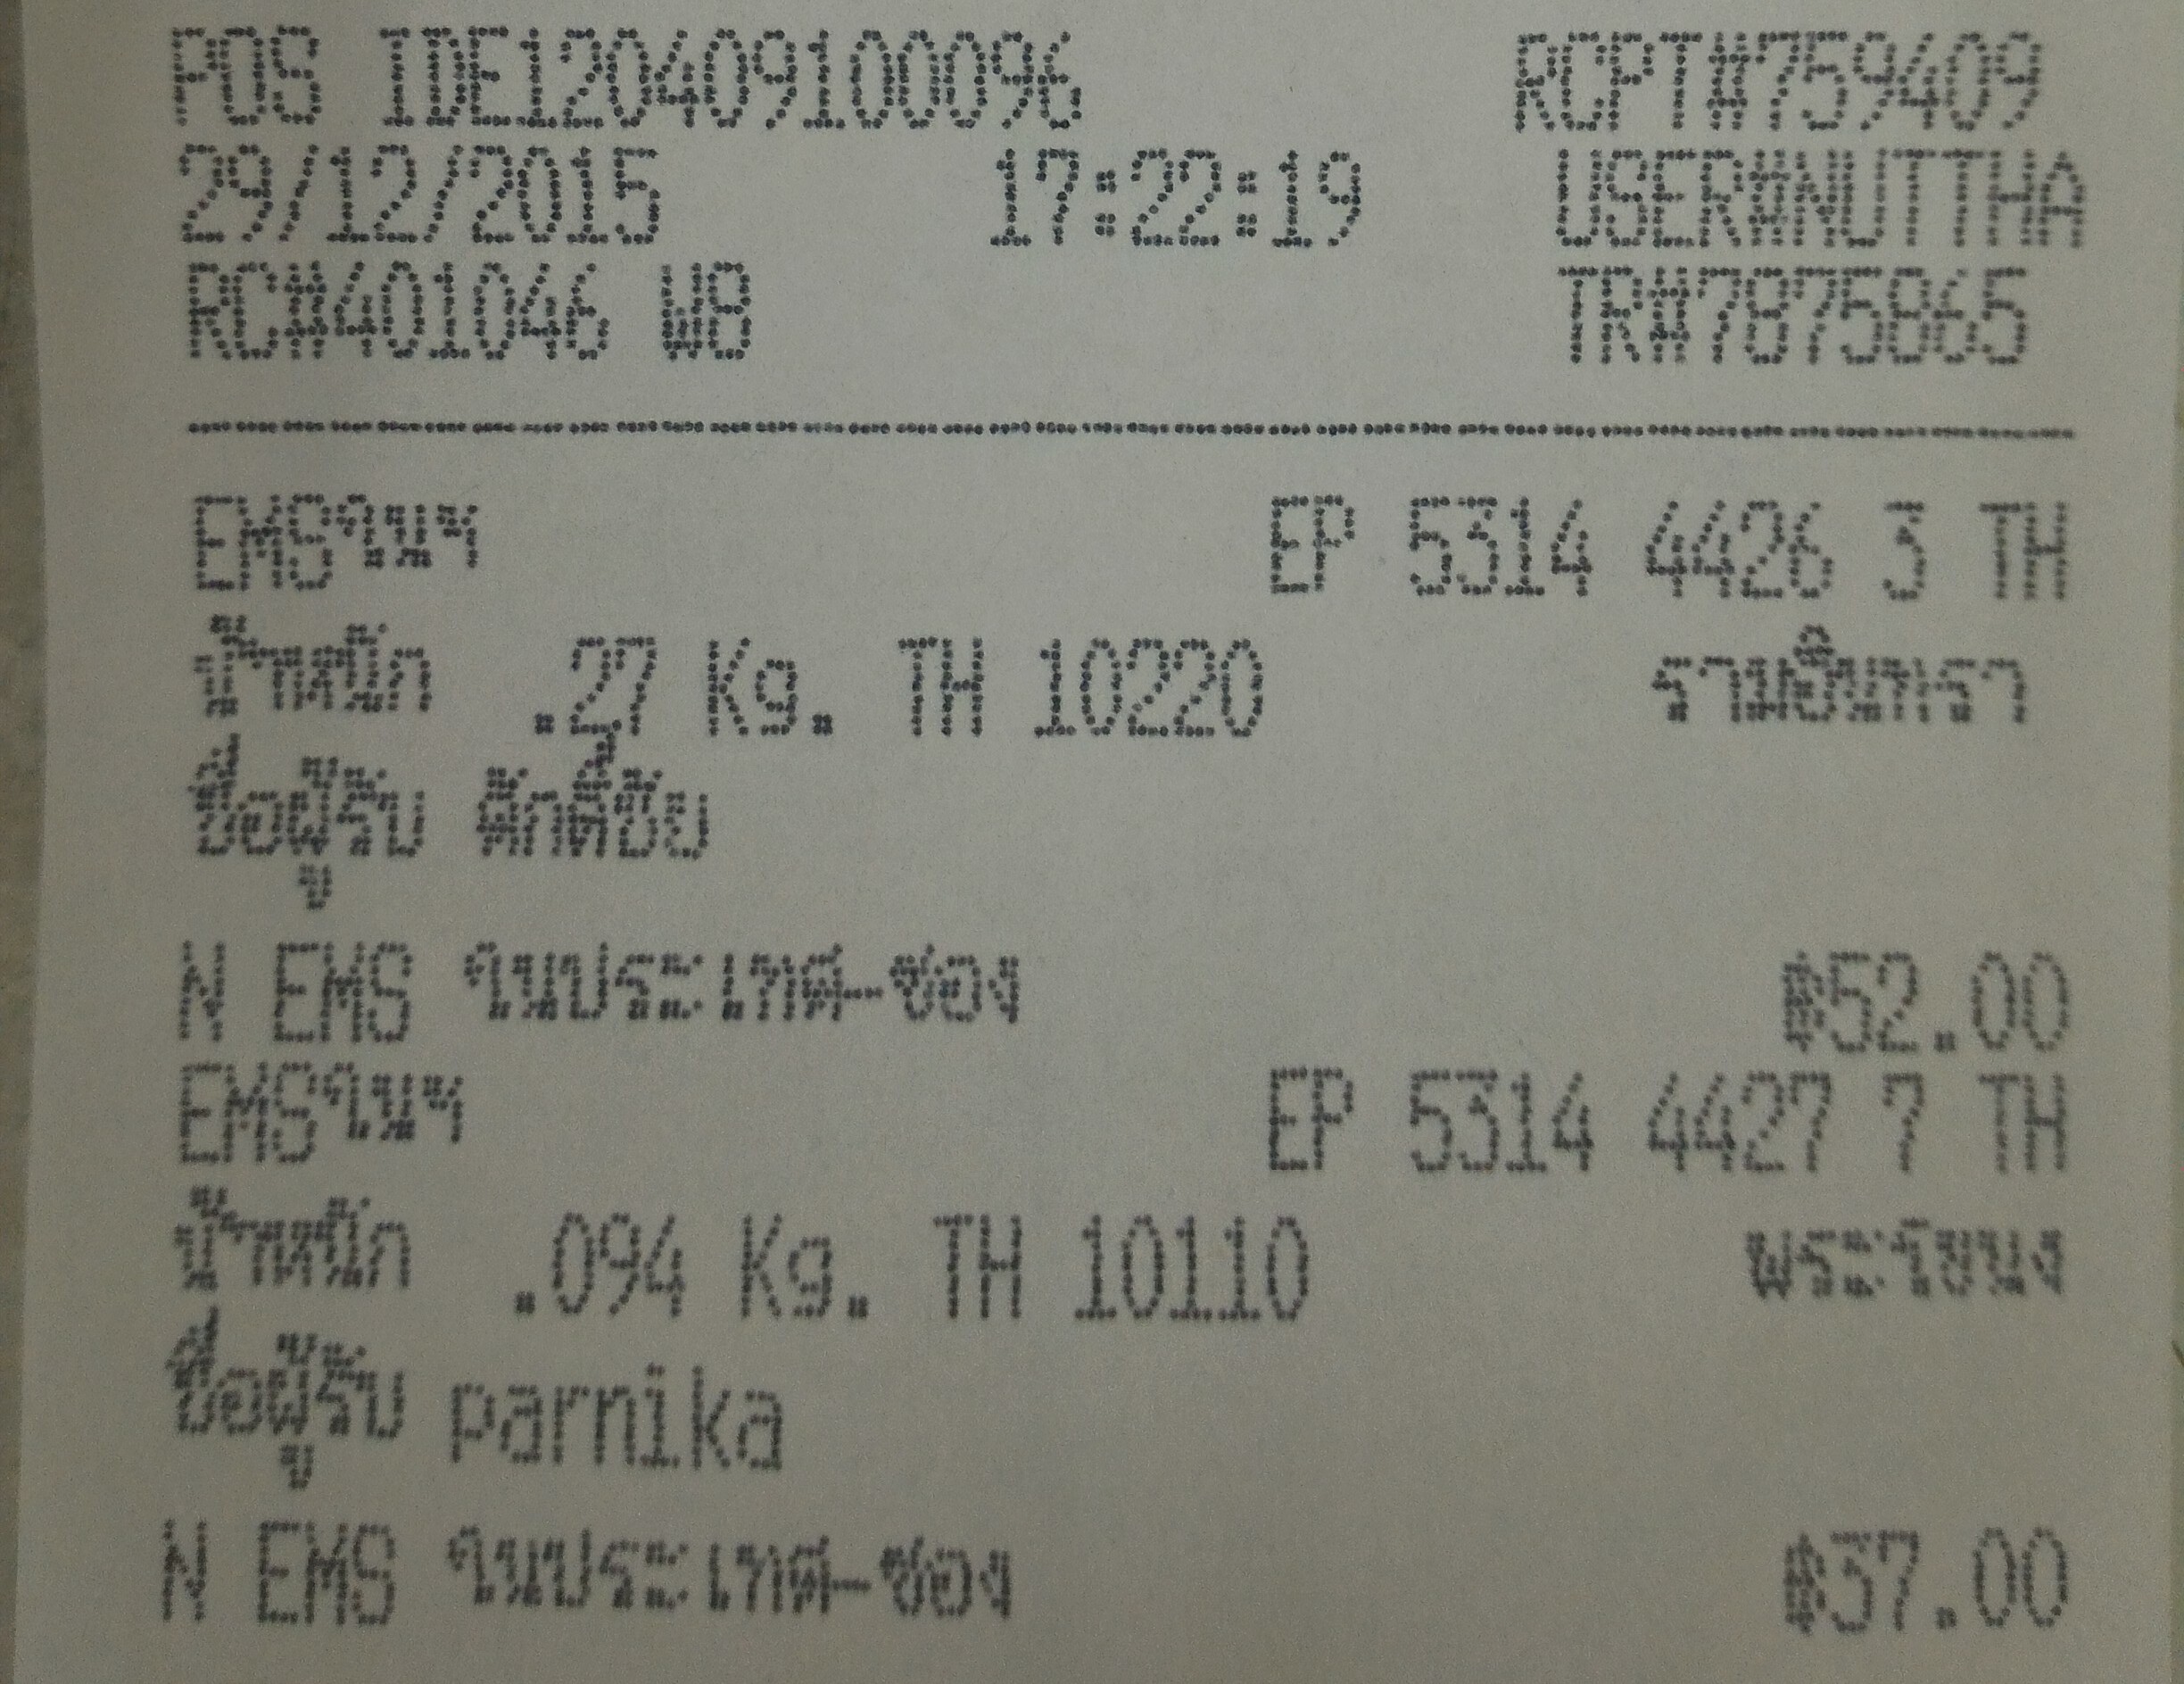 POS IDE120409100096 RCPT#759409
29/12/2015 17:22:19 USER#NUTTHA
RC#401046 WB TR#7875865
EMSในฯ EP 5314 4426 3 TH
น้ำหนัก .27 Kg. TH 10220 รามอินทรา
ชื่อผู้รับ ศักดิ์ชัย
N EMS ในประเทศ-ซอง ฿52.00
EMSในฯ EP 5314 4427 7 TH
น้ำหนัก .094 Kg. TH 10110 พระโขนง
ชื่อผู้รับ parnika
N EMS ในประเทศ-ซอง ฿37.00